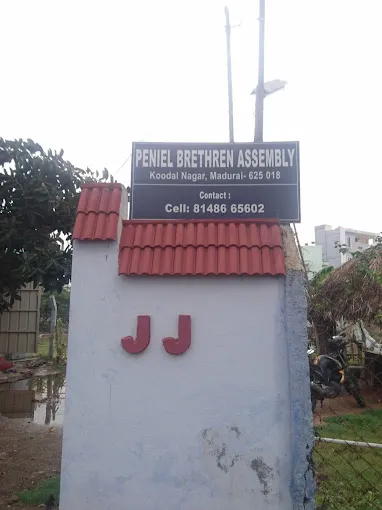 PENIEL BRETHREN ASSEMBLY
Koodal Nagar, Madurai- 625 018
Contact :
Cell: 81486 65602
JJ